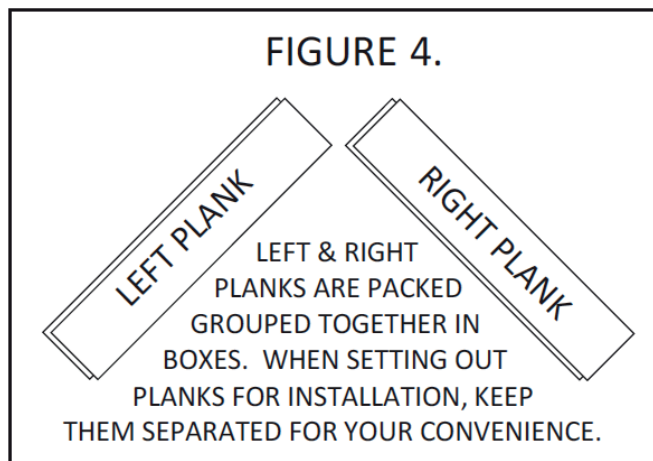 FIGURE 4.
LEFT PLANK
RIGHT PLANK
LEFT & RIGHT
PLANKS ARE PACKED
GROUPED TOGETHER IN
BOXES.  WHEN SETTING OUT
PLANKS FOR INSTALLATION, KEEP
THEM SEPARATED FOR YOUR CONVENIENCE.